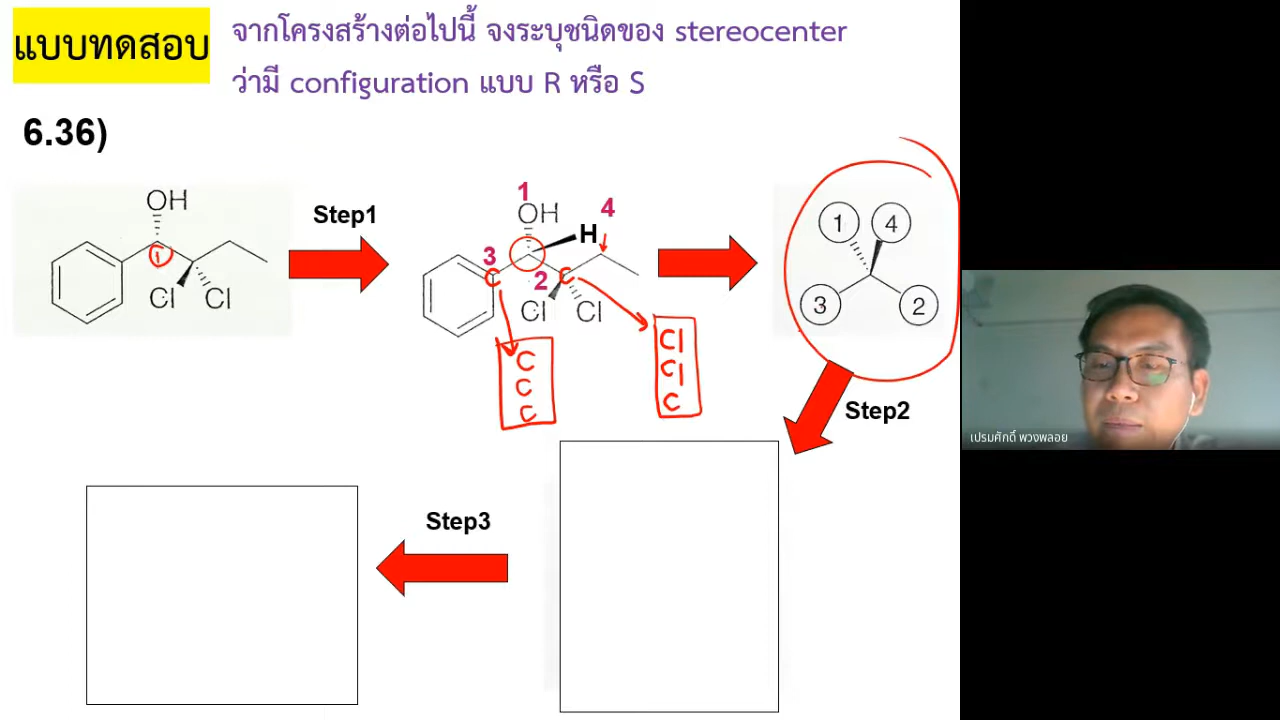 แบบทดสอบ
จากโครงสร้างต่อไปนี้ จงระบุชนิดของ stereocenter
ว่ามี configuration แบบ R หรือ S
6.36)
OH
1
Cl Cl
Step1
1
OH
4
H
3
C
2
C
Cl Cl
C
C
C
Cl
Cl
C
1 4
3 2
Step2
Step3
เปรมศักดิ์ พวงพลอย